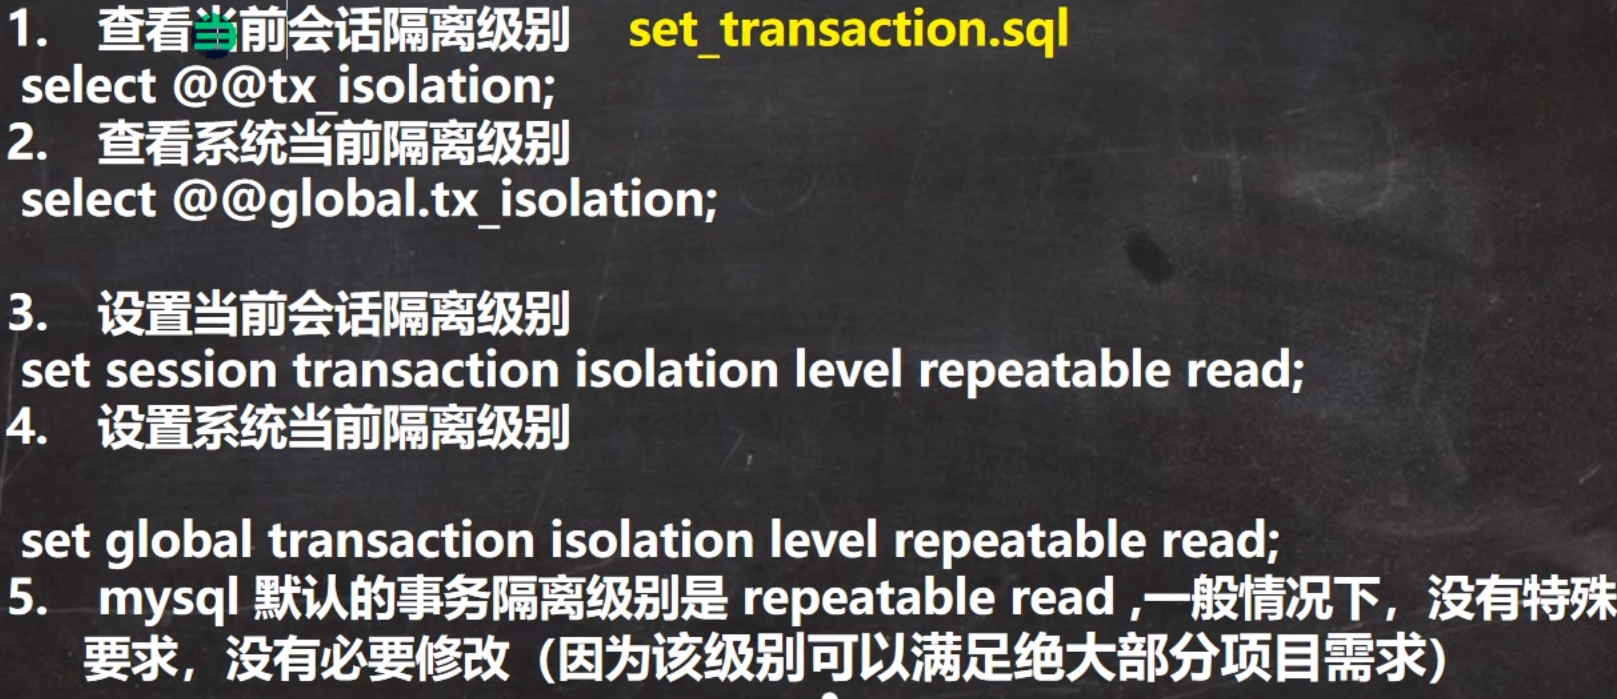 1. 查看当前会话隔离级别 set_transaction.sql
select @@tx_isolation;
2. 查看系统当前隔离级别
select @@global.tx_isolation;
3. 设置当前会话隔离级别
set session transaction isolation level repeatable read;
4. 设置系统当前隔离级别
set global transaction isolation level repeatable read;
5. mysql 默认的事务隔离级别是 repeatable read ,一般情况下，没有特殊
要求，没有必要修改（因为该级别可以满足绝大部分项目需求）